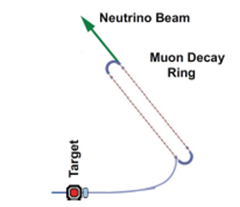 Neutrino Beam
Muon Decay
Ring
Target